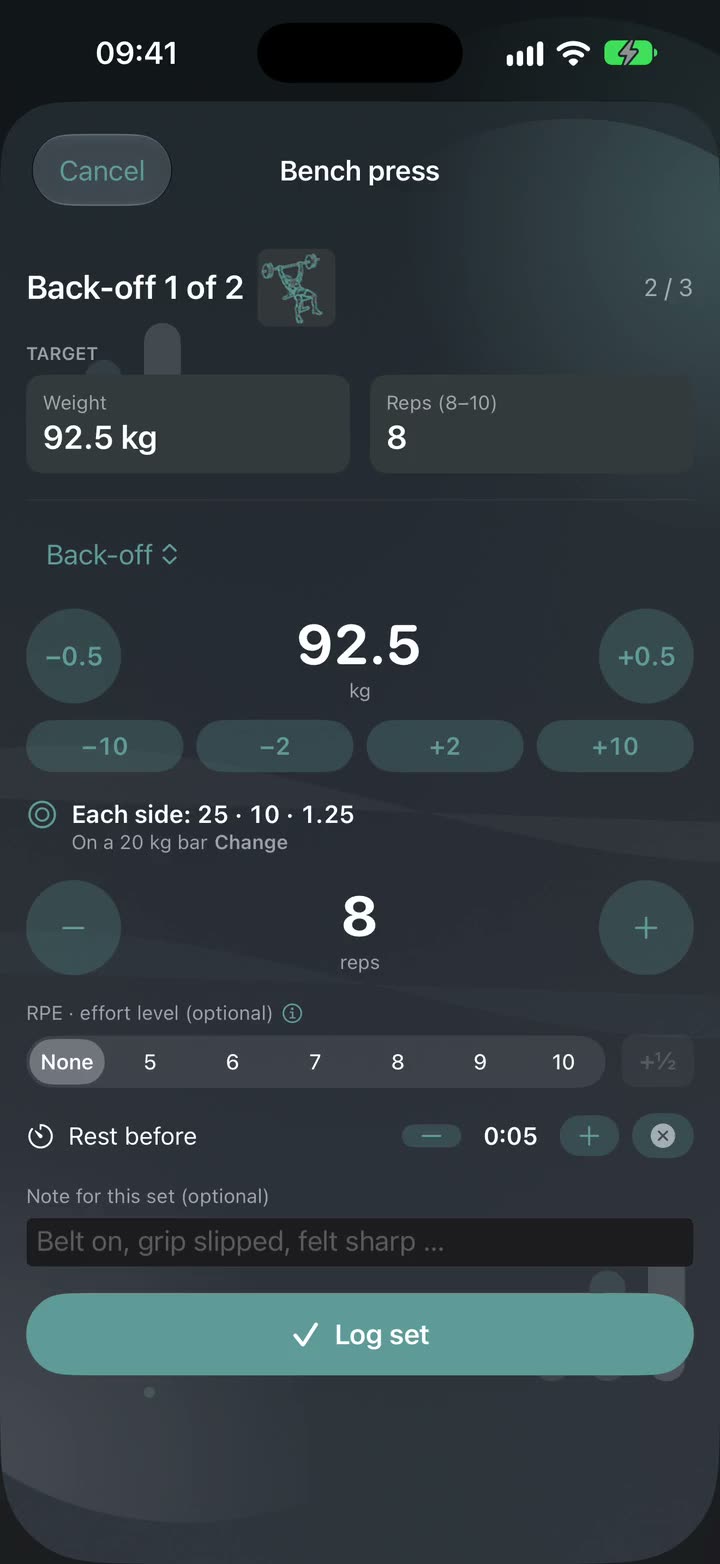 09:41
Cancel
Bench press
Back-off 1 of 2
2 / 3
TARGET
Weight
92.5 kg
Reps (8–10)
8
Back-off
−0.5
92.5
kg
+0.5
−10
−2
+2
+10
Each side: 25 · 10 · 1.25
On a 20 kg bar Change
−
8
reps
+
RPE · effort level (optional)
None 5 6 7 8 9 10 +½
Rest before
− 0:05 +
Note for this set (optional)
Belt on, grip slipped, felt sharp ...
Log set